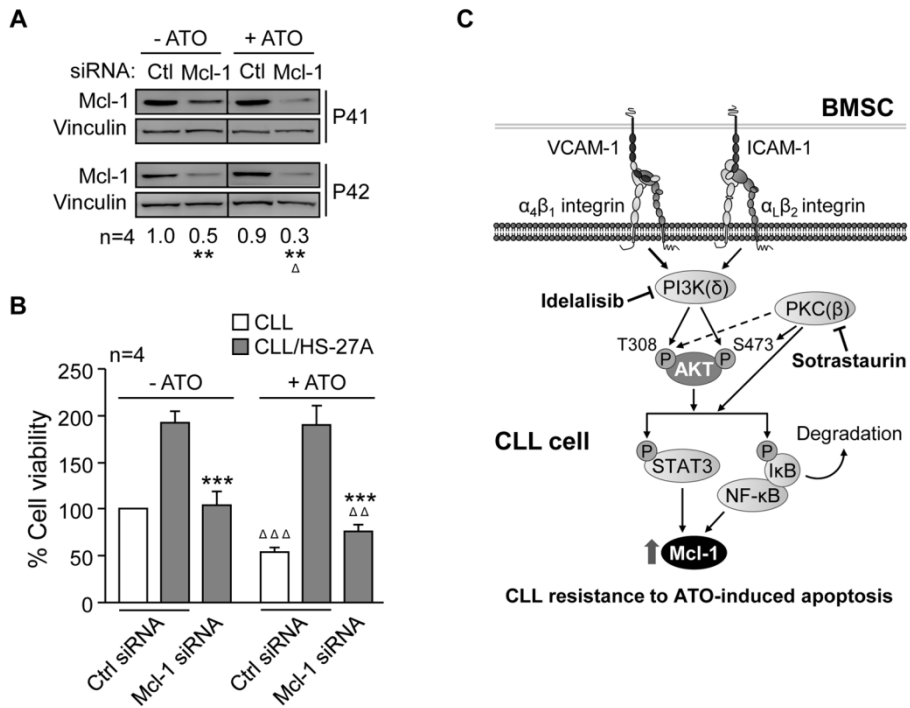 A
- ATO + ATO
siRNA: Ctl Mcl-1 Ctl Mcl-1
Mcl-1
Vinculin
P41
Mcl-1
Vinculin
P42
n=4 1.0 0.5 0.9 0.3
** **
Δ
B
CLL
CLL/HS-27A
n=4
- ATO + ATO
% Cell viability
250
200
150
100
50
0
***
Δ Δ Δ
***
Δ Δ
Ctrl siRNA
Mcl-1 siRNA
Ctrl siRNA
Mcl-1 siRNA
C
BMSC
VCAM-1 ICAM-1
α4β1 integrin αLβ2 integrin
PI3K(δ)
Idelalisib
PKC(β)
T308 S473
Sotrastaurin
P AKT P
CLL cell
Degradation
P P
STAT3 IκB
NF-κB
Mcl-1
CLL resistance to ATO-induced apoptosis